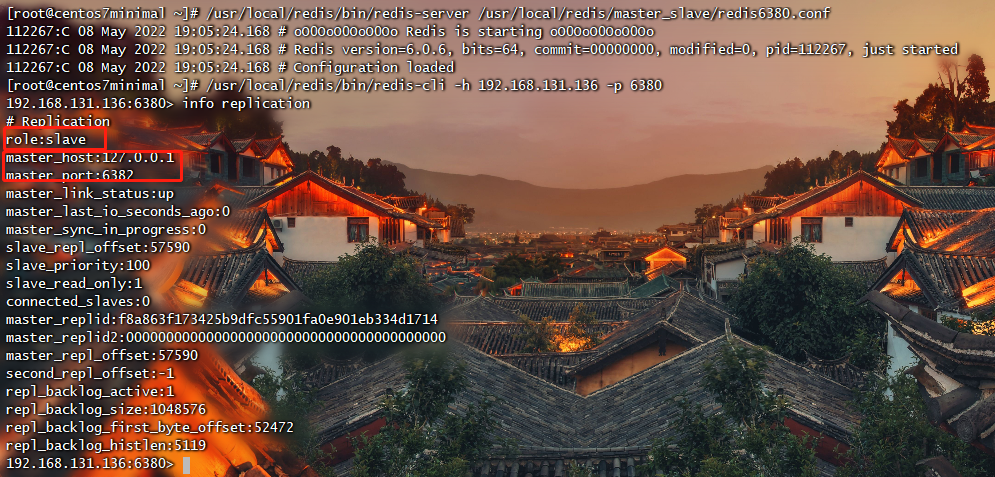 [root@centos7minimal ~]# /usr/local/redis/bin/redis-server /usr/local/redis/master_slave/redis6380.conf
112267:C 08 May 2022 19:05:24.168 # oO0OoO0OoO0Oo Redis is starting oO0OoO0OoO0Oo
112267:C 08 May 2022 19:05:24.168 # Redis version=6.0.6, bits=64, commit=00000000, modified=0, pid=112267, just started
112267:C 08 May 2022 19:05:24.168 # Configuration loaded
[root@centos7minimal ~]# /usr/local/redis/bin/redis-cli -h 192.168.131.136 -p 6380
192.168.131.136:6380> info replication
# Replication
role:slave
master_host:127.0.0.1
master_port:6382
master_link_status:up
master_last_io_seconds_ago:0
master_sync_in_progress:0
slave_repl_offset:57590
slave_priority:100
slave_read_only:1
connected_slaves:0
master_replid:f8a863f173425b9dfc55901fa0e901eb334d1714
master_replid2:0000000000000000000000000000000000000000
master_repl_offset:57590
second_repl_offset:-1
repl_backlog_active:1
repl_backlog_size:1048576
repl_backlog_first_byte_offset:52472
repl_backlog_histlen:5119
192.168.131.136:6380>